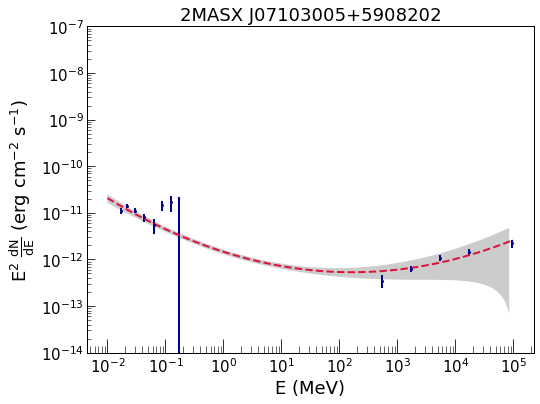 2MASX J07103005+5908202
E² dN/dE (erg cm⁻² s⁻¹)
10⁻⁷
10⁻⁸
10⁻⁹
10⁻¹⁰
10⁻¹¹
10⁻¹²
10⁻¹³
10⁻¹⁴
10⁻² 10⁻¹ 10⁰ 10¹ 10² 10³ 10⁴ 10⁵
E (MeV)